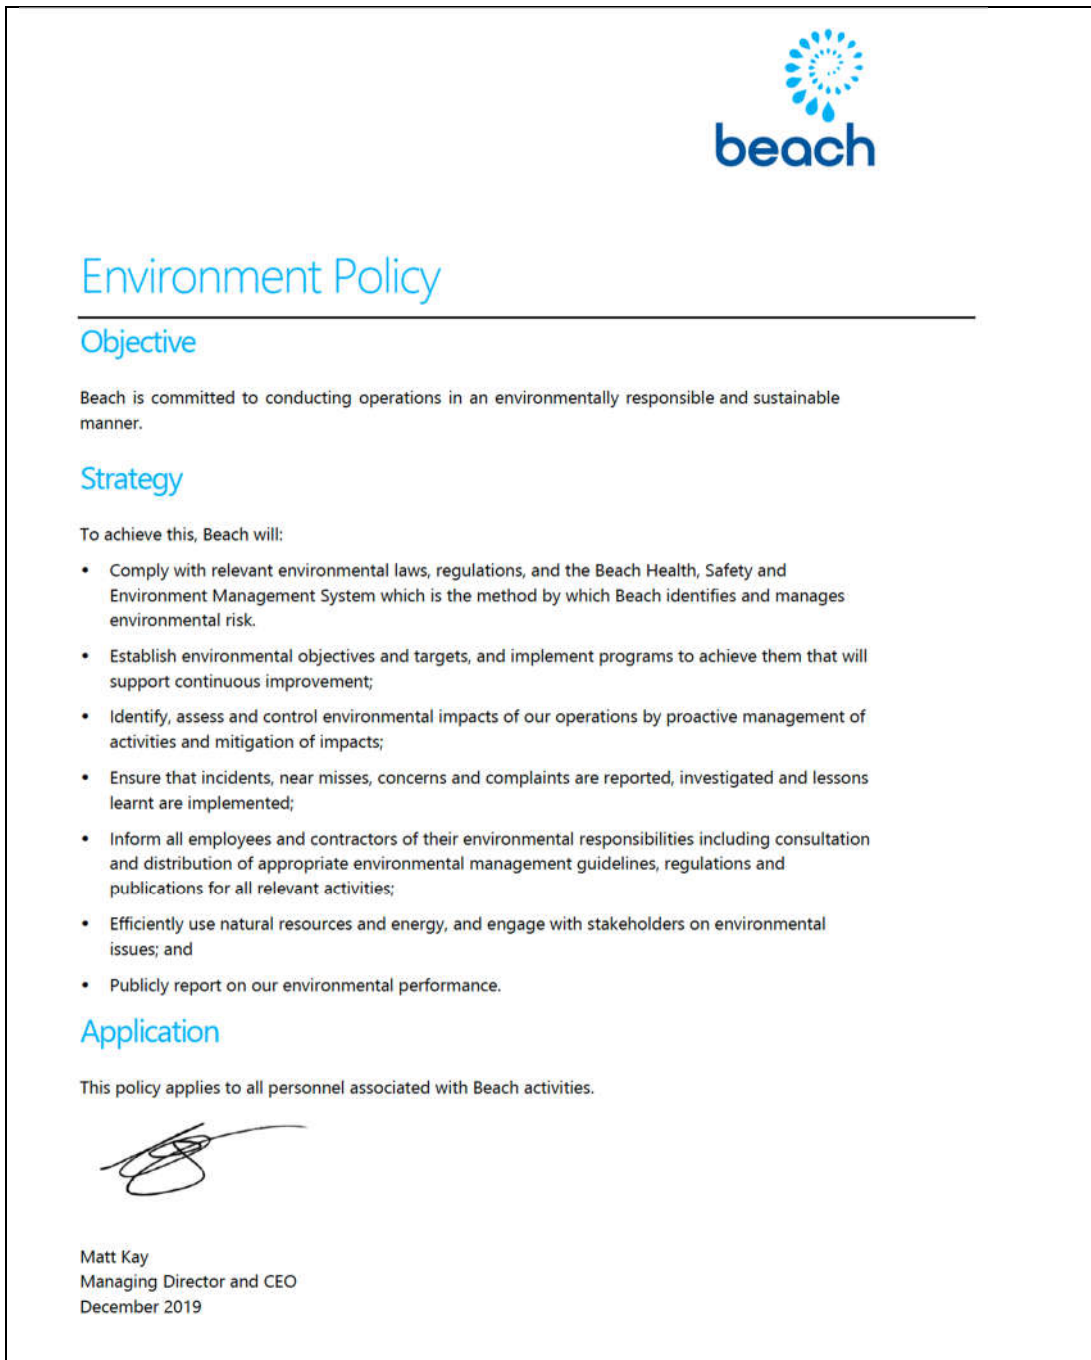 beach
Environment Policy
Objective
Beach is committed to conducting operations in an environmentally responsible and sustainable
manner.
Strategy
To achieve this, Beach will:
• Comply with relevant environmental laws, regulations, and the Beach Health, Safety and
Environment Management System which is the method by which Beach identifies and manages
environmental risk.
• Establish environmental objectives and targets, and implement programs to achieve them that will
support continuous improvement;
• Identify, assess and control environmental impacts of our operations by proactive management of
activities and mitigation of impacts;
• Ensure that incidents, near misses, concerns and complaints are reported, investigated and lessons
learnt are implemented;
• Inform all employees and contractors of their environmental responsibilities including consultation
and distribution of appropriate environmental management guidelines, regulations and
publications for all relevant activities;
• Efficiently use natural resources and energy, and engage with stakeholders on environmental
issues; and
• Publicly report on our environmental performance.
Application
This policy applies to all personnel associated with Beach activities.
Matt Kay
Managing Director and CEO
December 2019